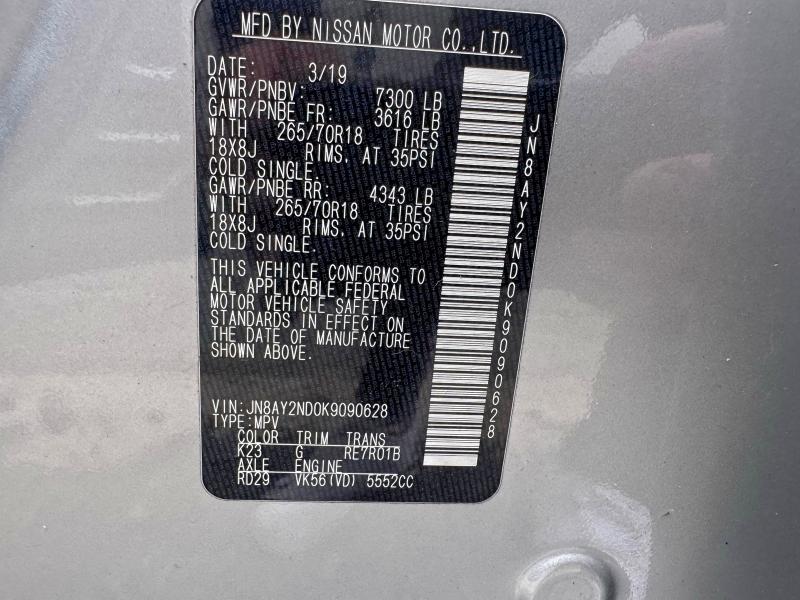 MFD BY NISSAN MOTOR CO.,LTD.
DATE: 3/19
GVWR/PNBV: 7300 LB
GAWR/PNBE FR: 3616 LB
WITH 265/70R18 TIRES
18X8J RIMS. AT 35PSI
COLD SINGLE.
GAWR/PNBE RR: 4343 LB
WITH 265/70R18 TIRES
18X8J RIMS. AT 35PSI
COLD SINGLE.
THIS VEHICLE CONFORMS TO
ALL APPLICABLE FEDERAL
MOTOR VEHICLE SAFETY
STANDARDS IN EFFECT ON
THE DATE OF MANUFACTURE
SHOWN ABOVE.
VIN: JN8AY2ND0K9090628
TYPE: MPV
COLOR TRIM TRANS
K23 G RE7R01B
AXLE ENGINE
RD29 VK56(VD) 5552CC
JN8AY2ND0K9090628